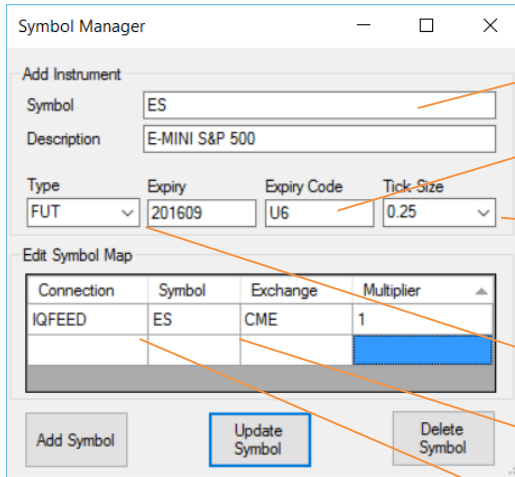 Symbol Manager
Add Instrument
Symbol ES
Description E-MINI S&P 500
Type Expiry Expiry Code Tick Size
FUT 201609 U6 0.25
Edit Symbol Map
Connection Symbol Exchange Multiplier
IQFEED ES CME 1
Add Symbol Update Symbol Delete Symbol